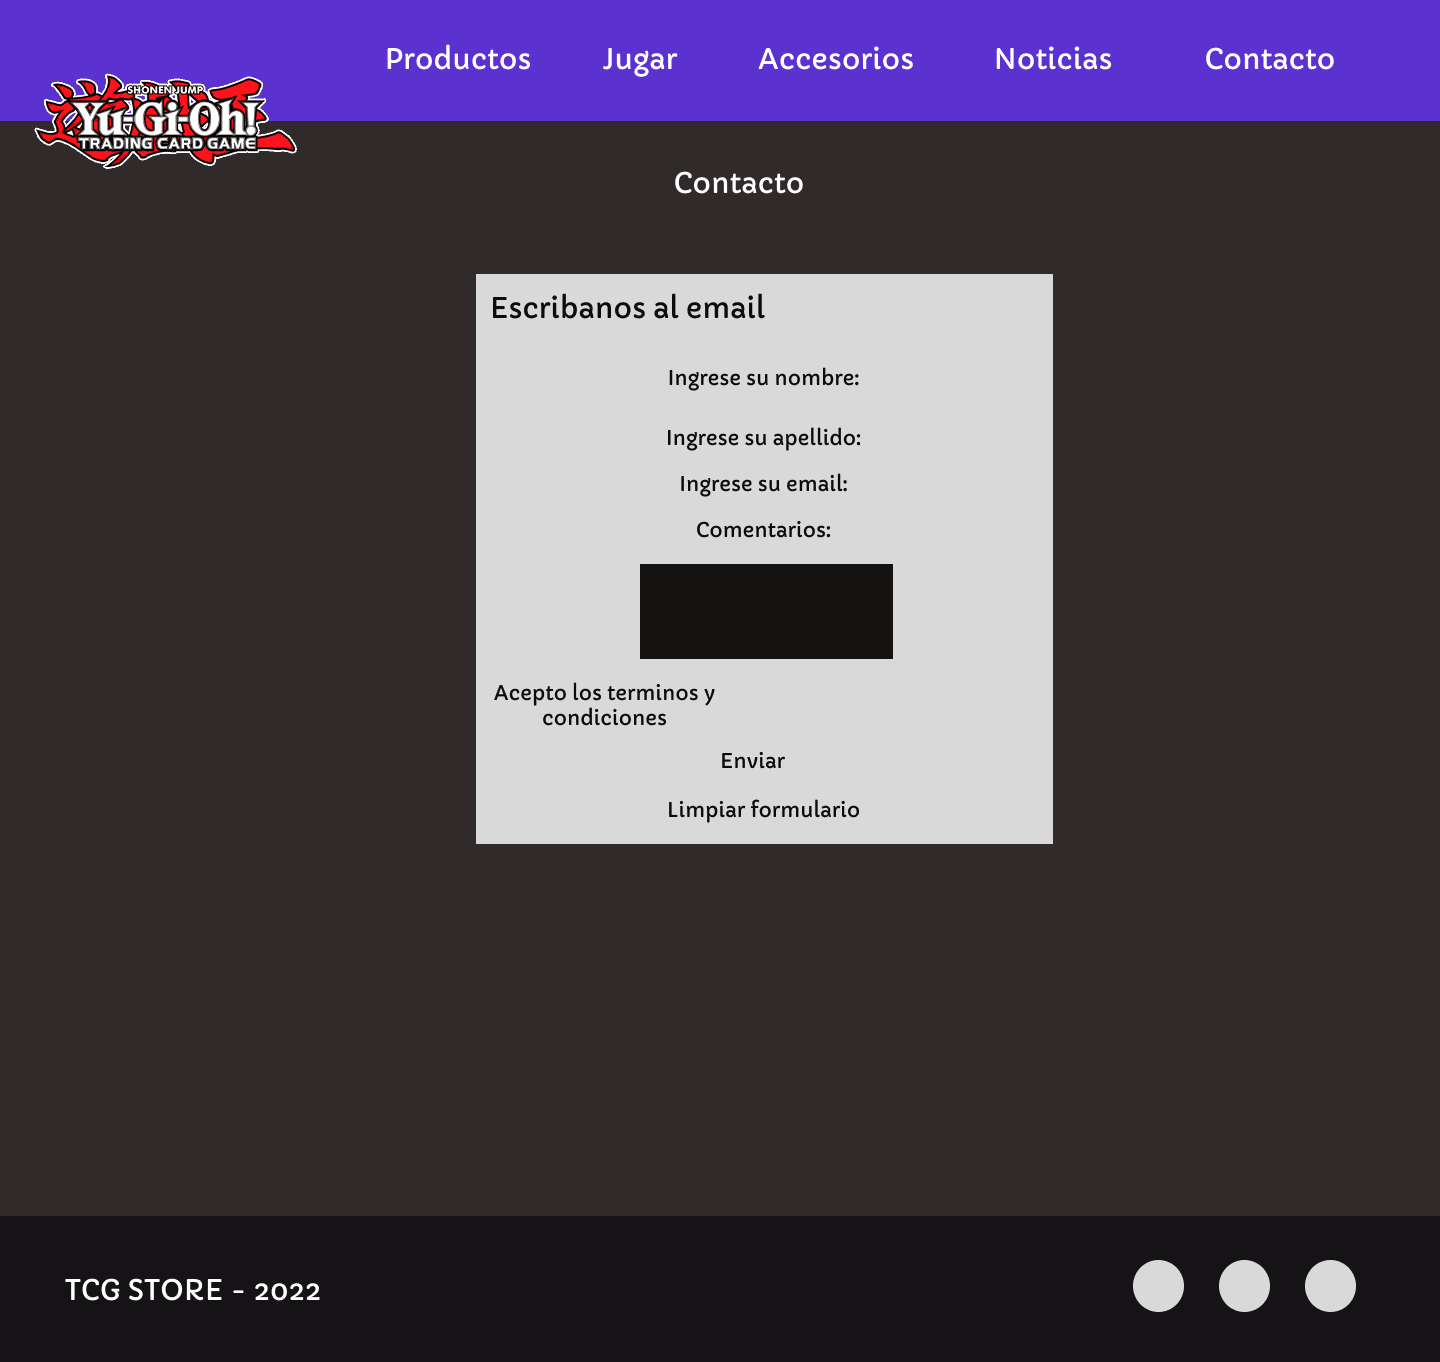 Productos Jugar Accesorios Noticias Contacto
SHONEN JUMP
Yu-Gi-Oh!
TRADING CARD GAME
Contacto
Escribanos al email
Ingrese su nombre:
Ingrese su apellido:
Ingrese su email:
Comentarios:
Acepto los terminos y
condiciones
Enviar
Limpiar formulario
TCG STORE - 2022